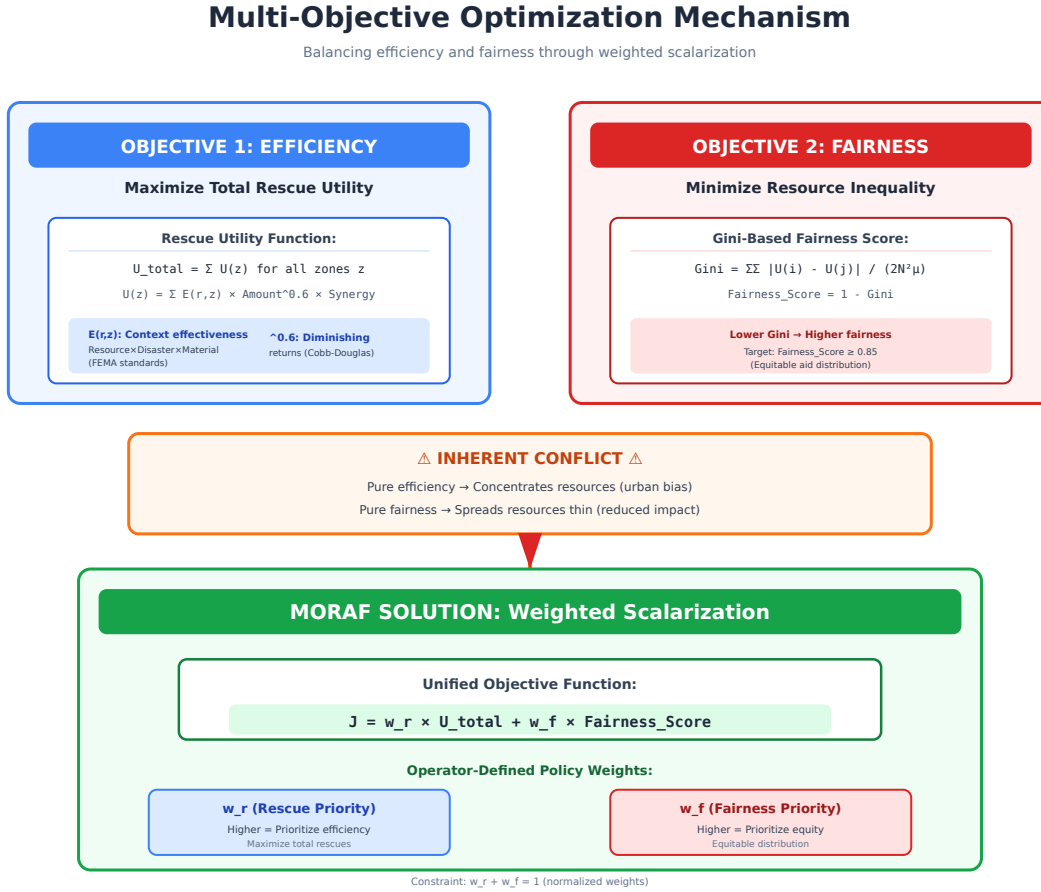 Multi-Objective Optimization Mechanism
Balancing efficiency and fairness through weighted scalarization
OBJECTIVE 1: EFFICIENCY
Maximize Total Rescue Utility
Rescue Utility Function:
U_total = Σ U(z) for all zones z
U(z) = Σ E(r,z) × Amount^0.6 × Synergy
E(r,z): Context effectiveness
Resource×Disaster×Material
(FEMA standards)
^0.6: Diminishing
returns (Cobb-Douglas)
OBJECTIVE 2: FAIRNESS
Minimize Resource Inequality
Gini-Based Fairness Score:
Gini = ΣΣ |U(i) - U(j)| / (2N²μ)
Fairness_Score = 1 - Gini
Lower Gini → Higher fairness
Target: Fairness_Score ≥ 0.85
(Equitable aid distribution)
⚠ INHERENT CONFLICT ⚠
Pure efficiency → Concentrates resources (urban bias)
Pure fairness → Spreads resources thin (reduced impact)
MORAF SOLUTION: Weighted Scalarization
Unified Objective Function:
J = w_r × U_total + w_f × Fairness_Score
Operator-Defined Policy Weights:
w_r (Rescue Priority)
Higher = Prioritize efficiency
Maximize total rescues
w_f (Fairness Priority)
Higher = Prioritize equity
Equitable distribution
Constraint: w_r + w_f = 1 (normalized weights)